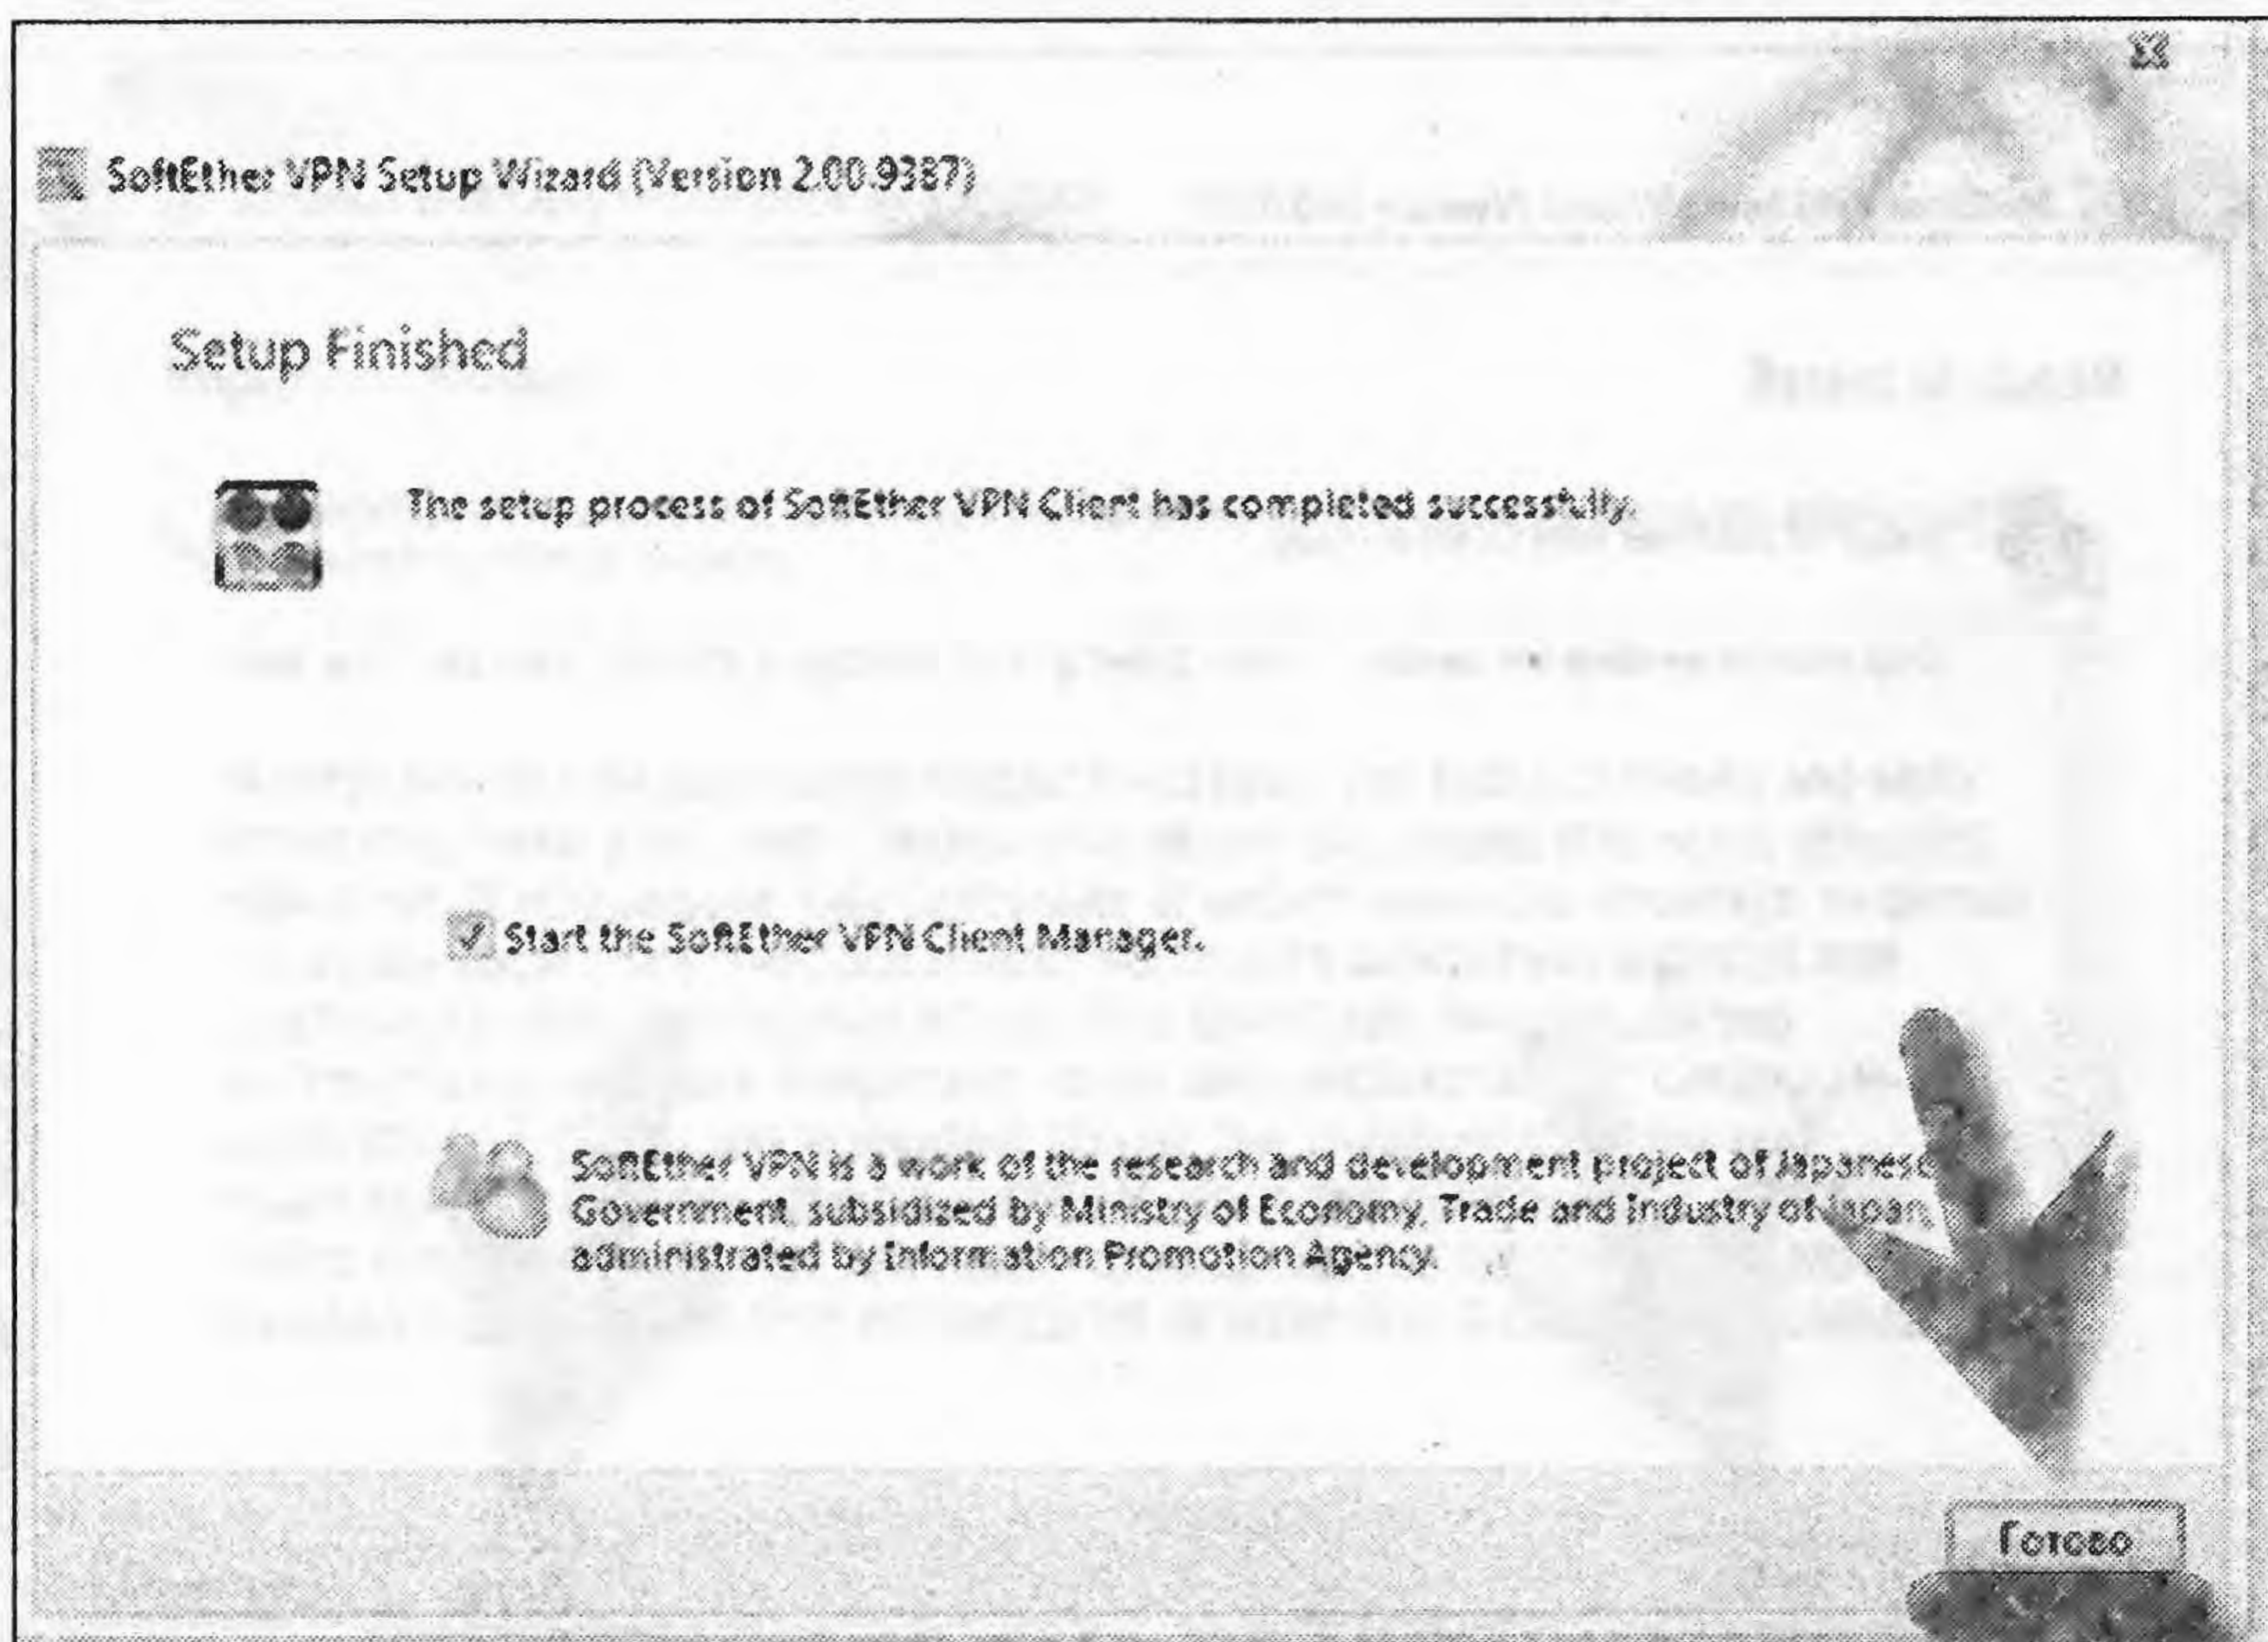 SoftEther VPN Setup Wizard (Version 2.00.9387)
Setup Finished
The setup process of SoftEther VPN Client has completed successfully.
Start the SoftEther VPN Client Manager.
SoftEther VPN is a work of the research and development project of Japanese
Government, subsidized by Ministry of Economy, Trade and Industry of Japan,
administrated by Information Promotion Agency.
Готово